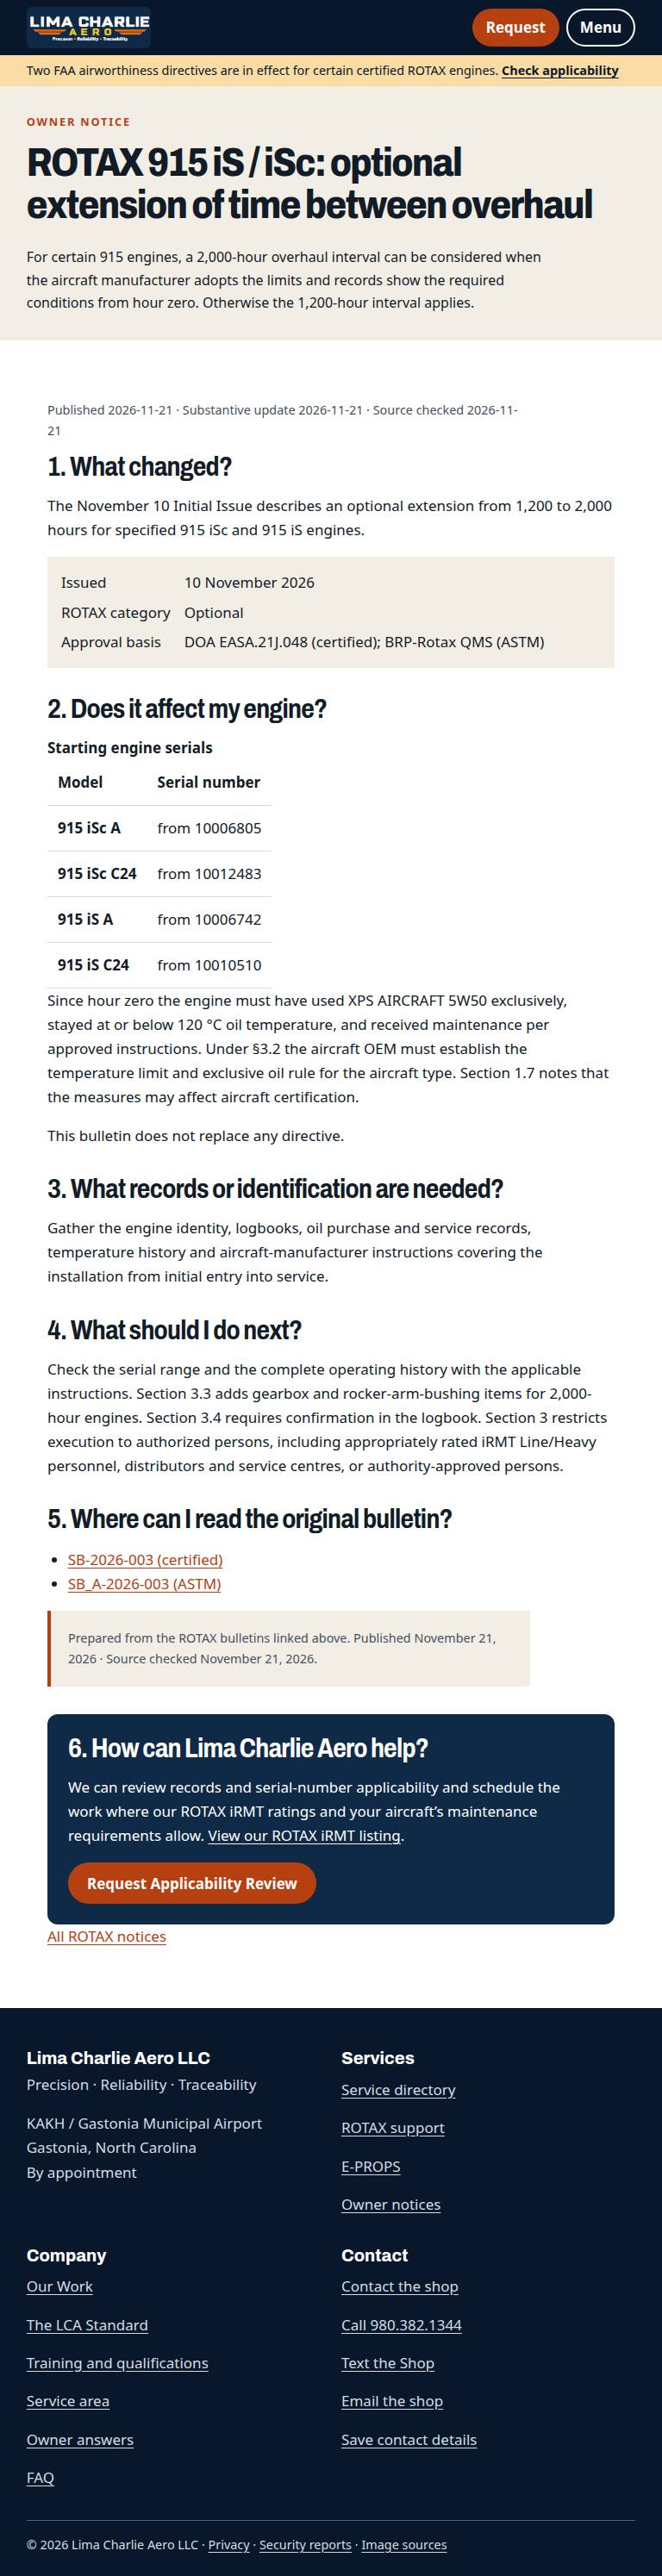 LIMA CHARLIE
AERO
Precision · Reliability · Traceability
Request
Menu
Two FAA airworthiness directives are in effect for certain certified ROTAX engines. Check applicability
OWNER NOTICE
ROTAX 915 iS / iSc: optional
extension of time between overhaul
For certain 915 engines, a 2,000-hour overhaul interval can be considered when
the aircraft manufacturer adopts the limits and records show the required
conditions from hour zero. Otherwise the 1,200-hour interval applies.
Published 2026-11-21 · Substantive update 2026-11-21 · Source checked 2026-11-
21
1. What changed?
The November 10 Initial Issue describes an optional extension from 1,200 to 2,000
hours for specified 915 iSc and 915 iS engines.
Issued 10 November 2026
ROTAX category Optional
Approval basis DOA EASA.21J.048 (certified); BRP-Rotax QMS (ASTM)
2. Does it affect my engine?
Starting engine serials
Model Serial number
915 iSc A from 10006805
915 iSc C24 from 10012483
915 iS A from 10006742
915 iS C24 from 10010510
Since hour zero the engine must have used XPS AIRCRAFT 5W50 exclusively,
stayed at or below 120 °C oil temperature, and received maintenance per
approved instructions. Under §3.2 the aircraft OEM must establish the
temperature limit and exclusive oil rule for the aircraft type. Section 1.7 notes that
the measures may affect aircraft certification.
This bulletin does not replace any directive.
3. What records or identification are needed?
Gather the engine identity, logbooks, oil purchase and service records,
temperature history and aircraft-manufacturer instructions covering the
installation from initial entry into service.
4. What should I do next?
Check the serial range and the complete operating history with the applicable
instructions. Section 3.3 adds gearbox and rocker-arm-bushing items for 2,000-
hour engines. Section 3.4 requires confirmation in the logbook. Section 3 restricts
execution to authorized persons, including appropriately rated iRMT Line/Heavy
personnel, distributors and service centres, or authority-approved persons.
5. Where can I read the original bulletin?
• SB-2026-003 (certified)
• SB_A-2026-003 (ASTM)
Prepared from the ROTAX bulletins linked above. Published November 21,
2026 · Source checked November 21, 2026.
6. How can Lima Charlie Aero help?
We can review records and serial-number applicability and schedule the
work where our ROTAX iRMT ratings and your aircraft’s maintenance
requirements allow. View our ROTAX iRMT listing.
Request Applicability Review
All ROTAX notices
Lima Charlie Aero LLC
Precision · Reliability · Traceability
KAKH / Gastonia Municipal Airport
Gastonia, North Carolina
By appointment
Services
Service directory
ROTAX support
E-PROPS
Owner notices
Company
Our Work
The LCA Standard
Training and qualifications
Service area
Owner answers
FAQ
Contact
Contact the shop
Call 980.382.1344
Text the Shop
Email the shop
Save contact details
© 2026 Lima Charlie Aero LLC · Privacy · Security reports · Image sources